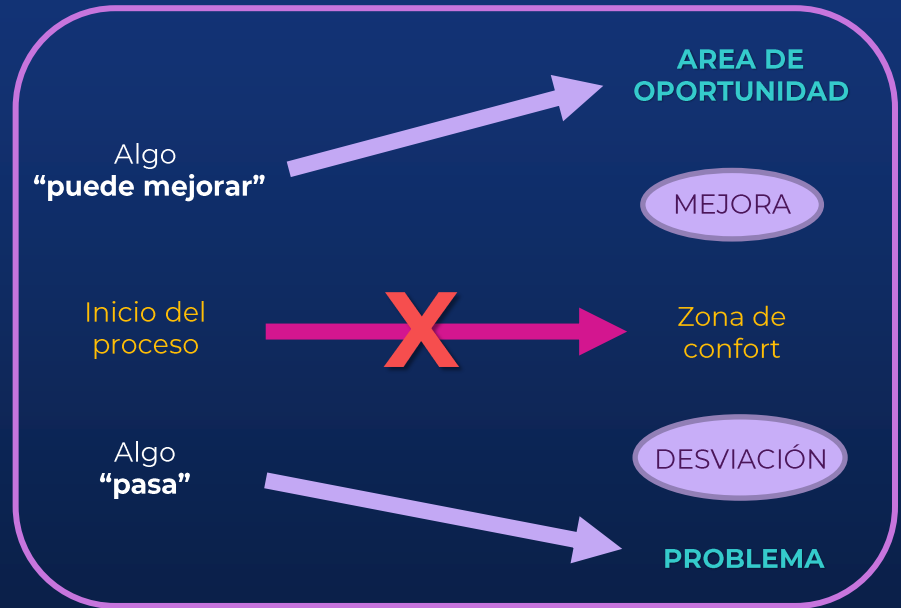 AREA DE
OPORTUNIDAD
Algo
“puede mejorar”
MEJORA
Inicio del
proceso
X
Zona de
confort
Algo
“pasa”
DESVIACIÓN
PROBLEMA